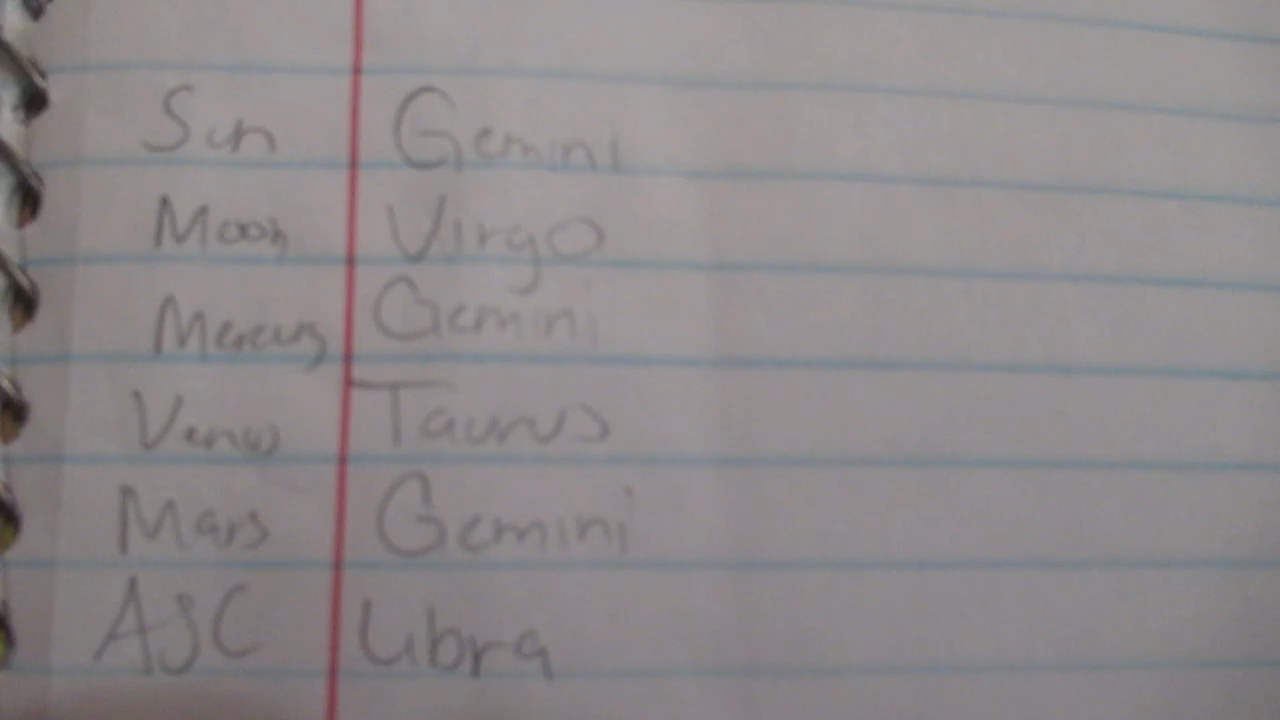 Sun Gemini
Moon Virgo
Mercury Gemini
Venus Taurus
Mars Gemini
ASC Libra